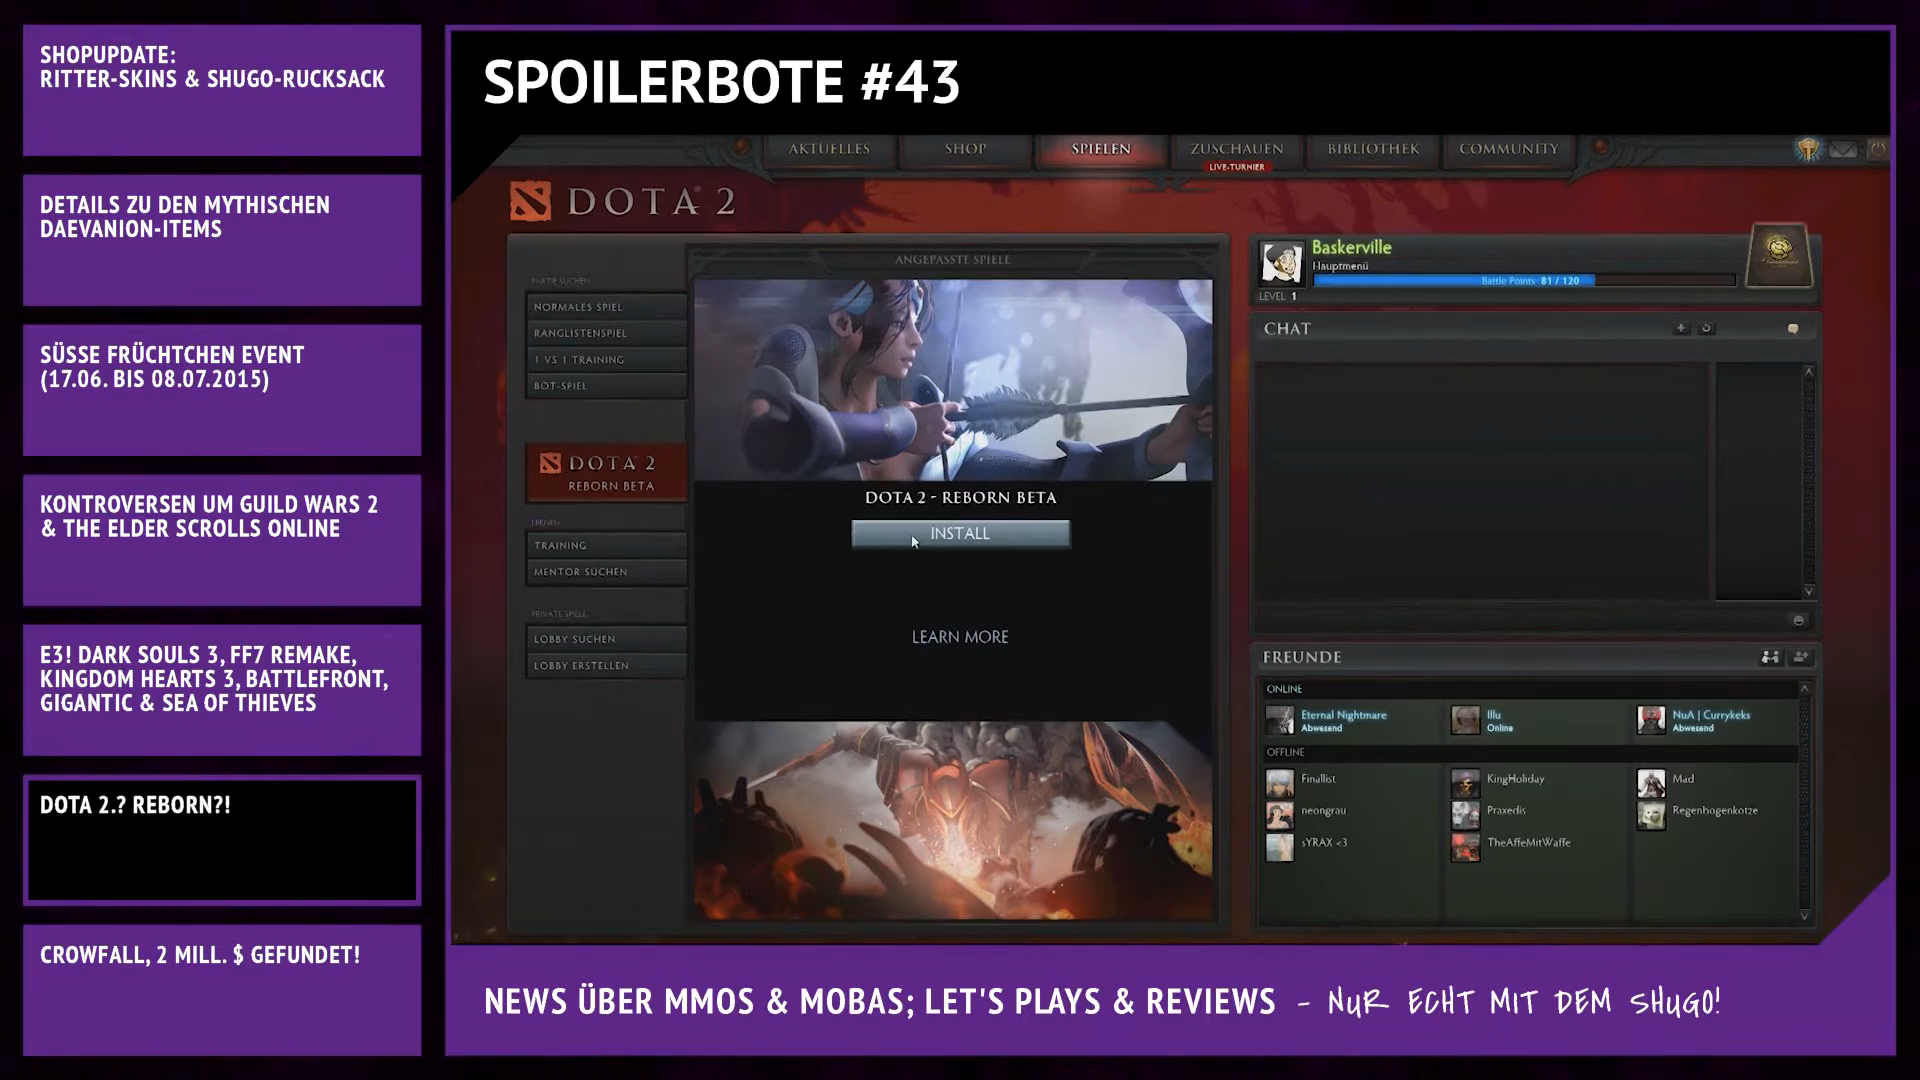 SHOPUPDATE:
RITTER-SKINS & SHUGO-RUCKSACK
DETAILS ZU DEN MYTHISCHEN
DAEVANION-ITEMS
SÜSSE FRÜCHTCHEN EVENT
(17.06. BIS 08.07.2015)
KONTROVERSEN UM GUILD WARS 2
& THE ELDER SCROLLS ONLINE
E3! DARK SOULS 3, FF7 REMAKE,
KINGDOM HEARTS 3, BATTLEFRONT,
GIGANTIC & SEA OF THIEVES
DOTA 2.? REBORN?!
CROWFALL, 2 MILL. $ GEFUNDET!
SPOILERBOTE #43
AKTUELLES
SHOP
SPIELEN
ZUSCHAUEN
LIVE-TURNIER
BIBLIOTHEK
COMMUNITY
DOTA 2
PARTIE SUCHEN
NORMALES SPIEL
RANGLISTENSPIEL
1 VS 1 TRAINING
BOT-SPIEL
DOTA 2
REBORN BETA
LERNEN
TRAINING
MENTOR SUCHEN
PRIVATE SPIELE
LOBBY SUCHEN
LOBBY ERSTELLEN
ANGEPASSTE SPIELE
DOTA 2 - REBORN BETA
INSTALL
LEARN MORE
Baskerville
Hauptmenü
Battle Points 81 / 120
LEVEL 1
CHAT
FREUNDE
ONLINE
Eternal Nightmare
Abwesend
Illu
Online
NuA | Currykeks
Abwesend
OFFLINE
Finallist
KingHoliday
Mad
neongrau
Praxedis
Regenbogenkotze
sYRAX <3
TheAffeMitWaffe
NEWS ÜBER MMOS & MOBAS; LET'S PLAYS & REVIEWS - NUR ECHT MIT DEM SHUGO!